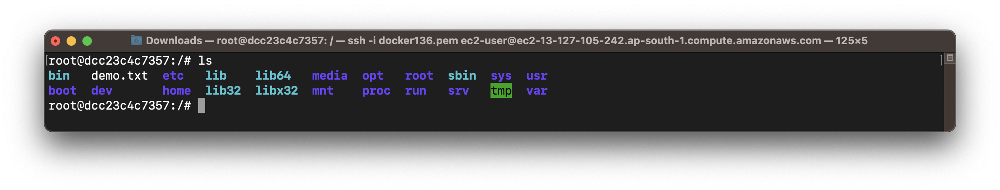 Downloads — root@dcc23c4c7357: / — ssh -i docker136.pem ec2-user@ec2-13-127-105-242.ap-south-1.compute.amazonaws.com — 125×5
[root@dcc23c4c7357:/# ls ]
bin demo.txt etc lib lib64 media opt root sbin sys usr
boot dev home lib32 libx32 mnt proc run srv tmp var
root@dcc23c4c7357:/#